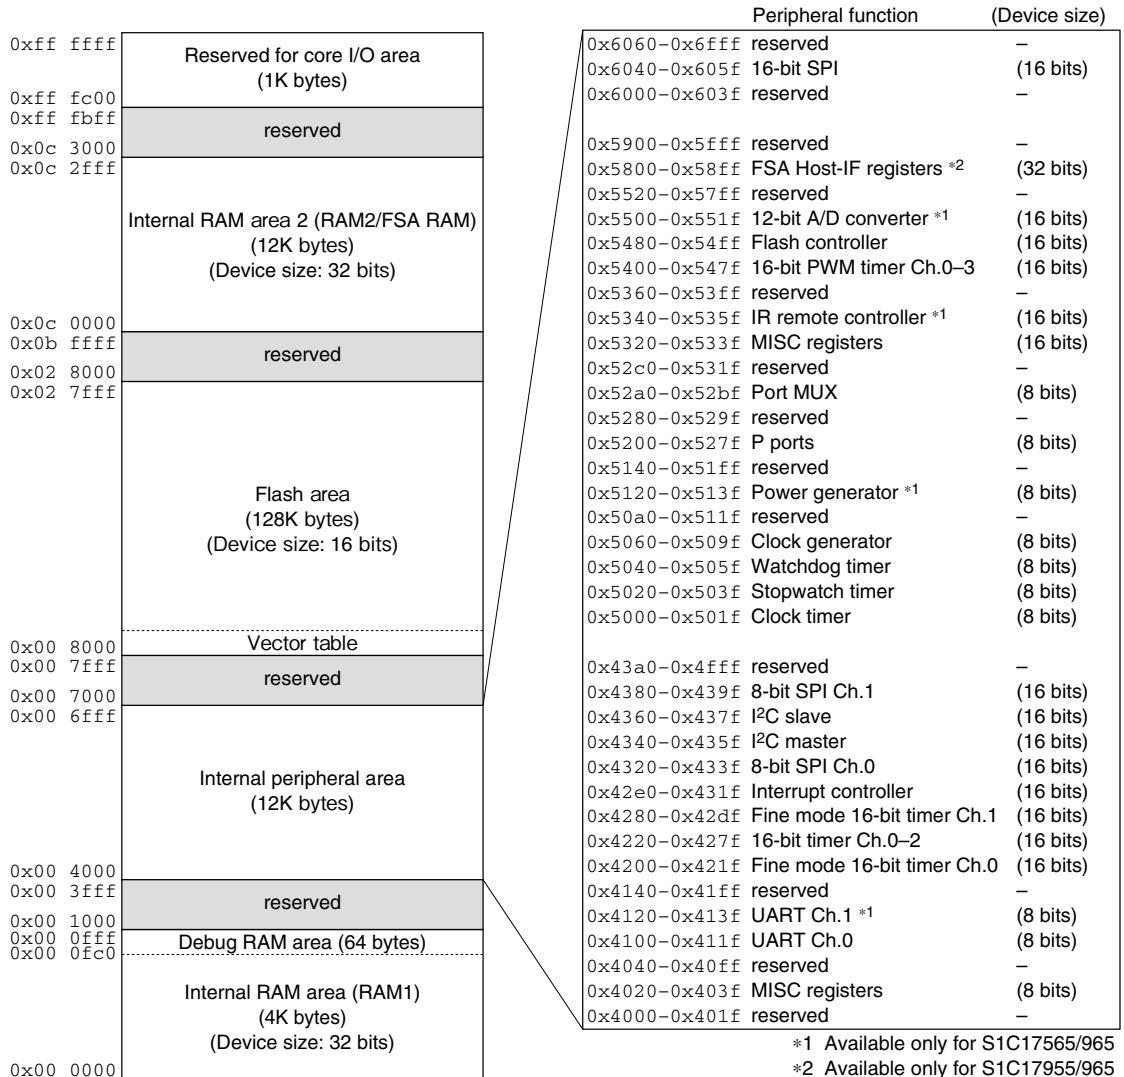 0xff ffff
Reserved for core I/O area
(1K bytes)
0xff fc00
0xff fbff
reserved
0x0c 3000
0x0c 2fff
Internal RAM area 2 (RAM2/FSA RAM)
(12K bytes)
(Device size: 32 bits)
0x0c 0000
0x0b ffff
reserved
0x02 8000
0x02 7fff
Flash area
(128K bytes)
(Device size: 16 bits)
Vector table
0x00 8000
0x00 7fff
reserved
0x00 7000
0x00 6fff
Internal peripheral area
(12K bytes)
0x00 4000
0x00 3fff
reserved
0x00 1000
0x00 0fff
Debug RAM area (64 bytes)
0x00 0fc0
Internal RAM area (RAM1)
(4K bytes)
(Device size: 32 bits)
0x00 0000
Peripheral function (Device size)
0x6060–0x6fff reserved –
0x6040–0x605f 16-bit SPI (16 bits)
0x6000–0x603f reserved –
0x5900–0x5fff reserved –
0x5800–0x58ff FSA Host-IF registers *2 (32 bits)
0x5520–0x57ff reserved –
0x5500–0x551f 12-bit A/D converter *1 (16 bits)
0x5480–0x54ff Flash controller (16 bits)
0x5400–0x547f 16-bit PWM timer Ch.0–3 (16 bits)
0x5360–0x53ff reserved –
0x5340–0x535f IR remote controller *1 (16 bits)
0x5320–0x533f MISC registers (16 bits)
0x52c0–0x531f reserved –
0x52a0–0x52bf Port MUX (8 bits)
0x5280–0x529f reserved –
0x5200–0x527f P ports (8 bits)
0x5140–0x51ff reserved –
0x5120–0x513f Power generator *1 (8 bits)
0x50a0–0x511f reserved –
0x5060–0x509f Clock generator (8 bits)
0x5040–0x505f Watchdog timer (8 bits)
0x5020–0x503f Stopwatch timer (8 bits)
0x5000–0x501f Clock timer (8 bits)
0x43a0–0x4fff reserved –
0x4380–0x439f 8-bit SPI Ch.1 (16 bits)
0x4360–0x437f I²C slave (16 bits)
0x4340–0x435f I²C master (16 bits)
0x4320–0x433f 8-bit SPI Ch.0 (16 bits)
0x42e0–0x431f Interrupt controller (16 bits)
0x4280–0x42df Fine mode 16-bit timer Ch.1 (16 bits)
0x4220–0x427f 16-bit timer Ch.0–2 (16 bits)
0x4200–0x421f Fine mode 16-bit timer Ch.0 (16 bits)
0x4140–0x41ff reserved –
0x4120–0x413f UART Ch.1 *1 (8 bits)
0x4100–0x411f UART Ch.0 (8 bits)
0x4040–0x40ff reserved –
0x4020–0x403f MISC registers (8 bits)
0x4000–0x401f reserved –
*1 Available only for S1C17565/965
*2 Available only for S1C17955/965